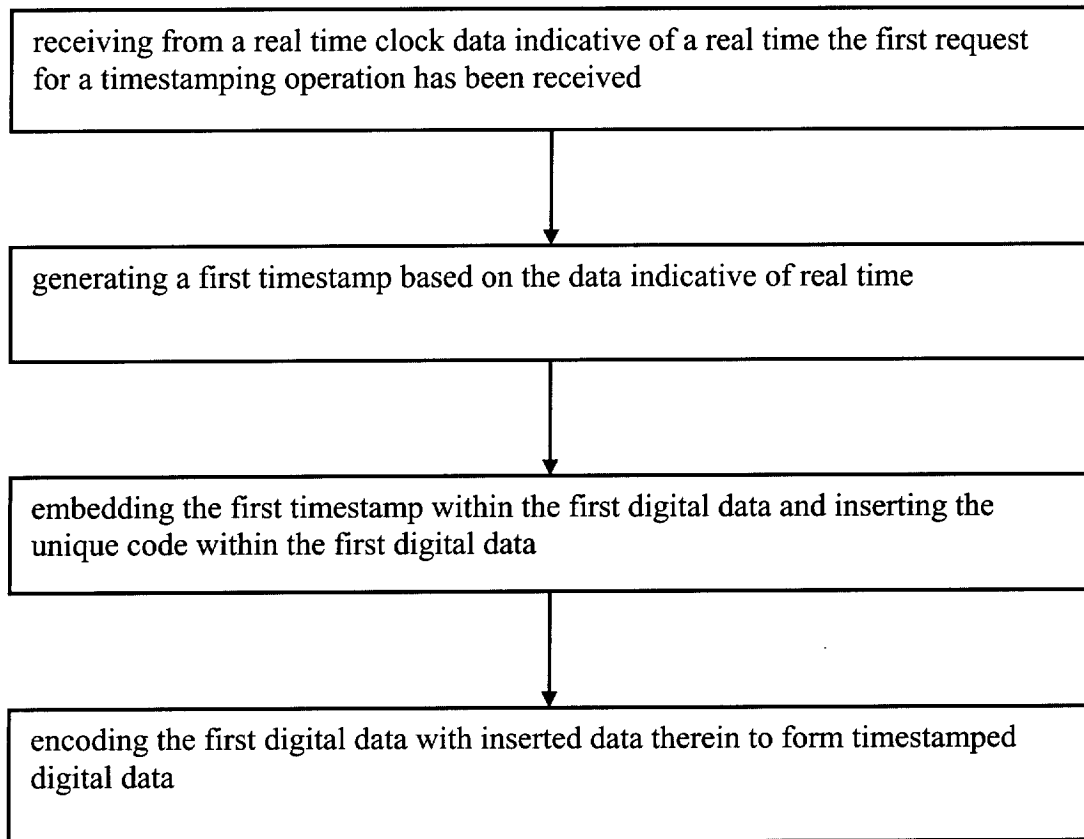 receiving from a real time clock data indicative of a real time the first request
for a timestamping operation has been received
generating a first timestamp based on the data indicative of real time
embedding the first timestamp within the first digital data and inserting the
unique code within the first digital data
encoding the first digital data with inserted data therein to form timestamped
digital data